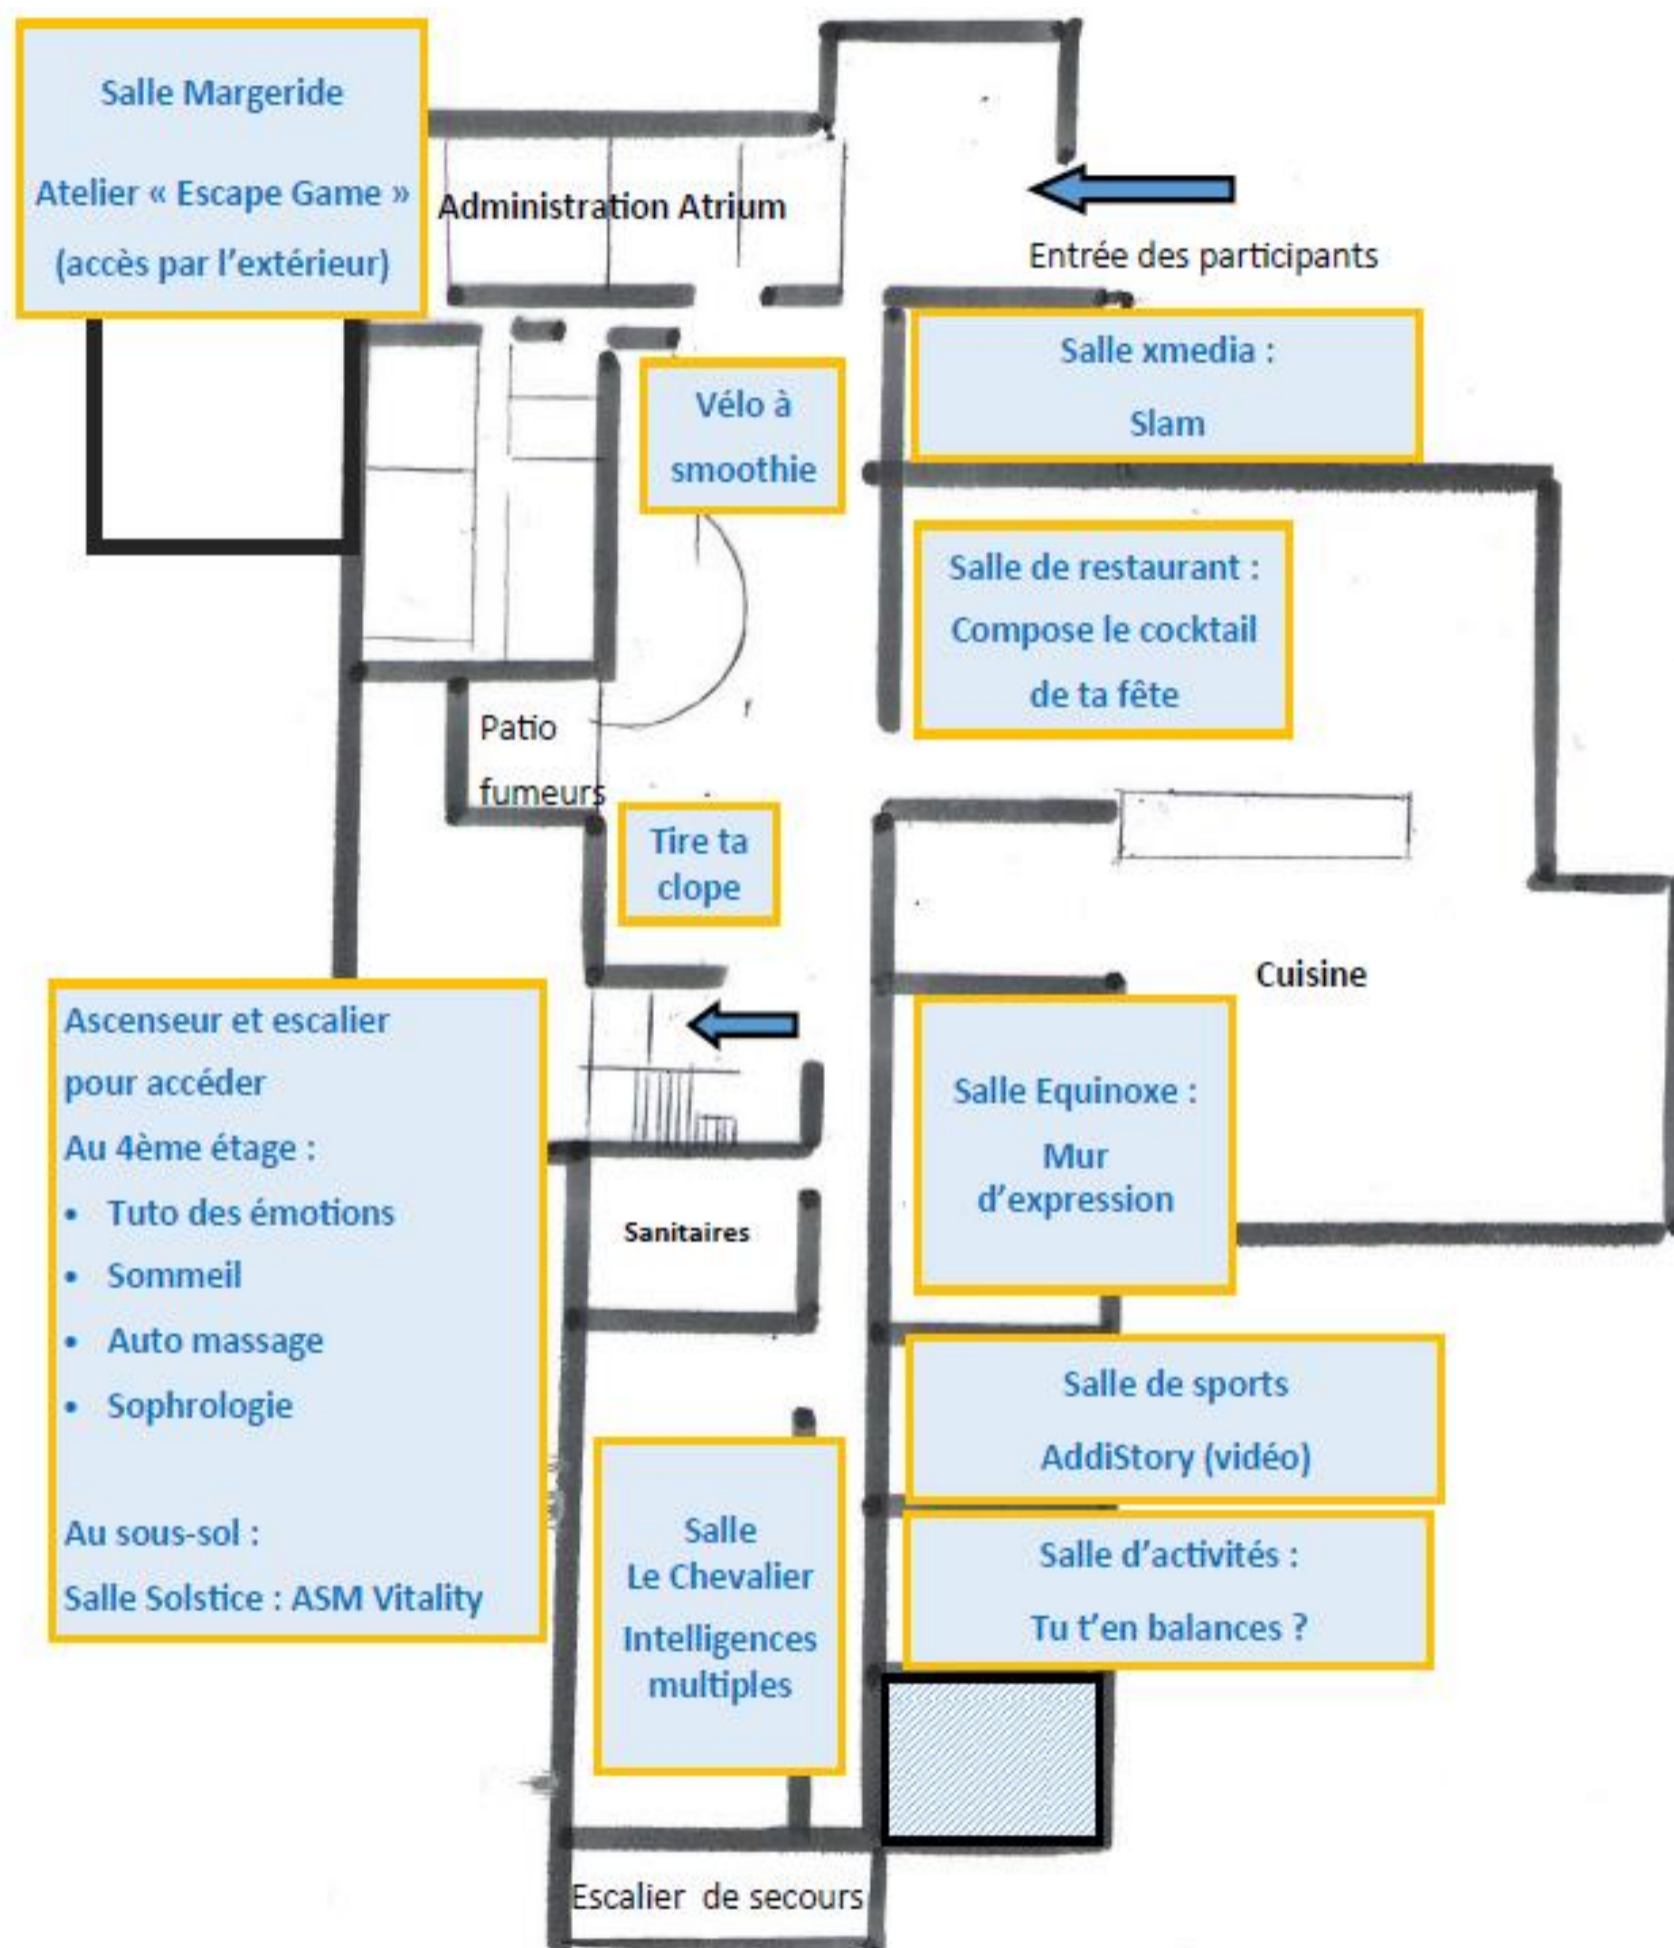 Salle Margeride
Atelier « Escape Game »
(accès par l'extérieur)
Administration Atrium
Entrée des participants
Salle xmedia :
Slam
Vélo à
smoothie
Salle de restaurant :
Compose le cocktail
de ta fête
Patio
fumeurs
Tire ta
clope
Cuisine
Ascenseur et escalier
pour accéder
Au 4ème étage :
• Tuto des émotions
• Sommeil
• Auto massage
• Sophrologie
Au sous-sol :
Salle Solstice : ASM Vitality
Salle Equinoxe :
Mur
d'expression
Sanitaires
Salle de sports
AddiStory (vidéo)
Salle
Le Chevalier
Intelligences
multiples
Salle d'activités :
Tu t'en balances ?
Escalier de secours